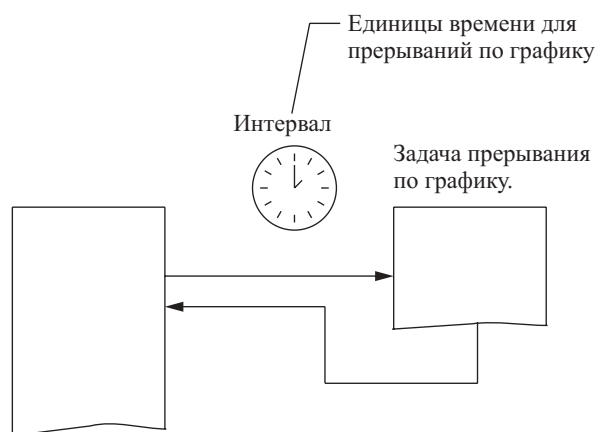 Единицы времени для
прерываний по графику
Интервал
Задача прерывания
по графику.